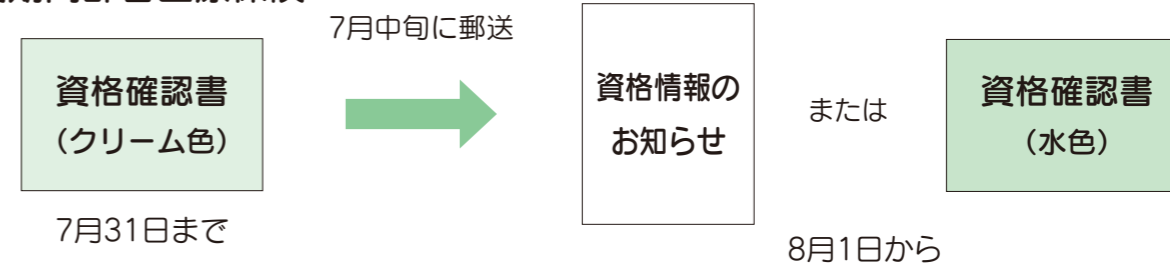 7月中旬に郵送
資格確認書
（クリーム色）
7月31日まで
資格情報の
お知らせ
または
資格確認書
（水色）
8月1日から